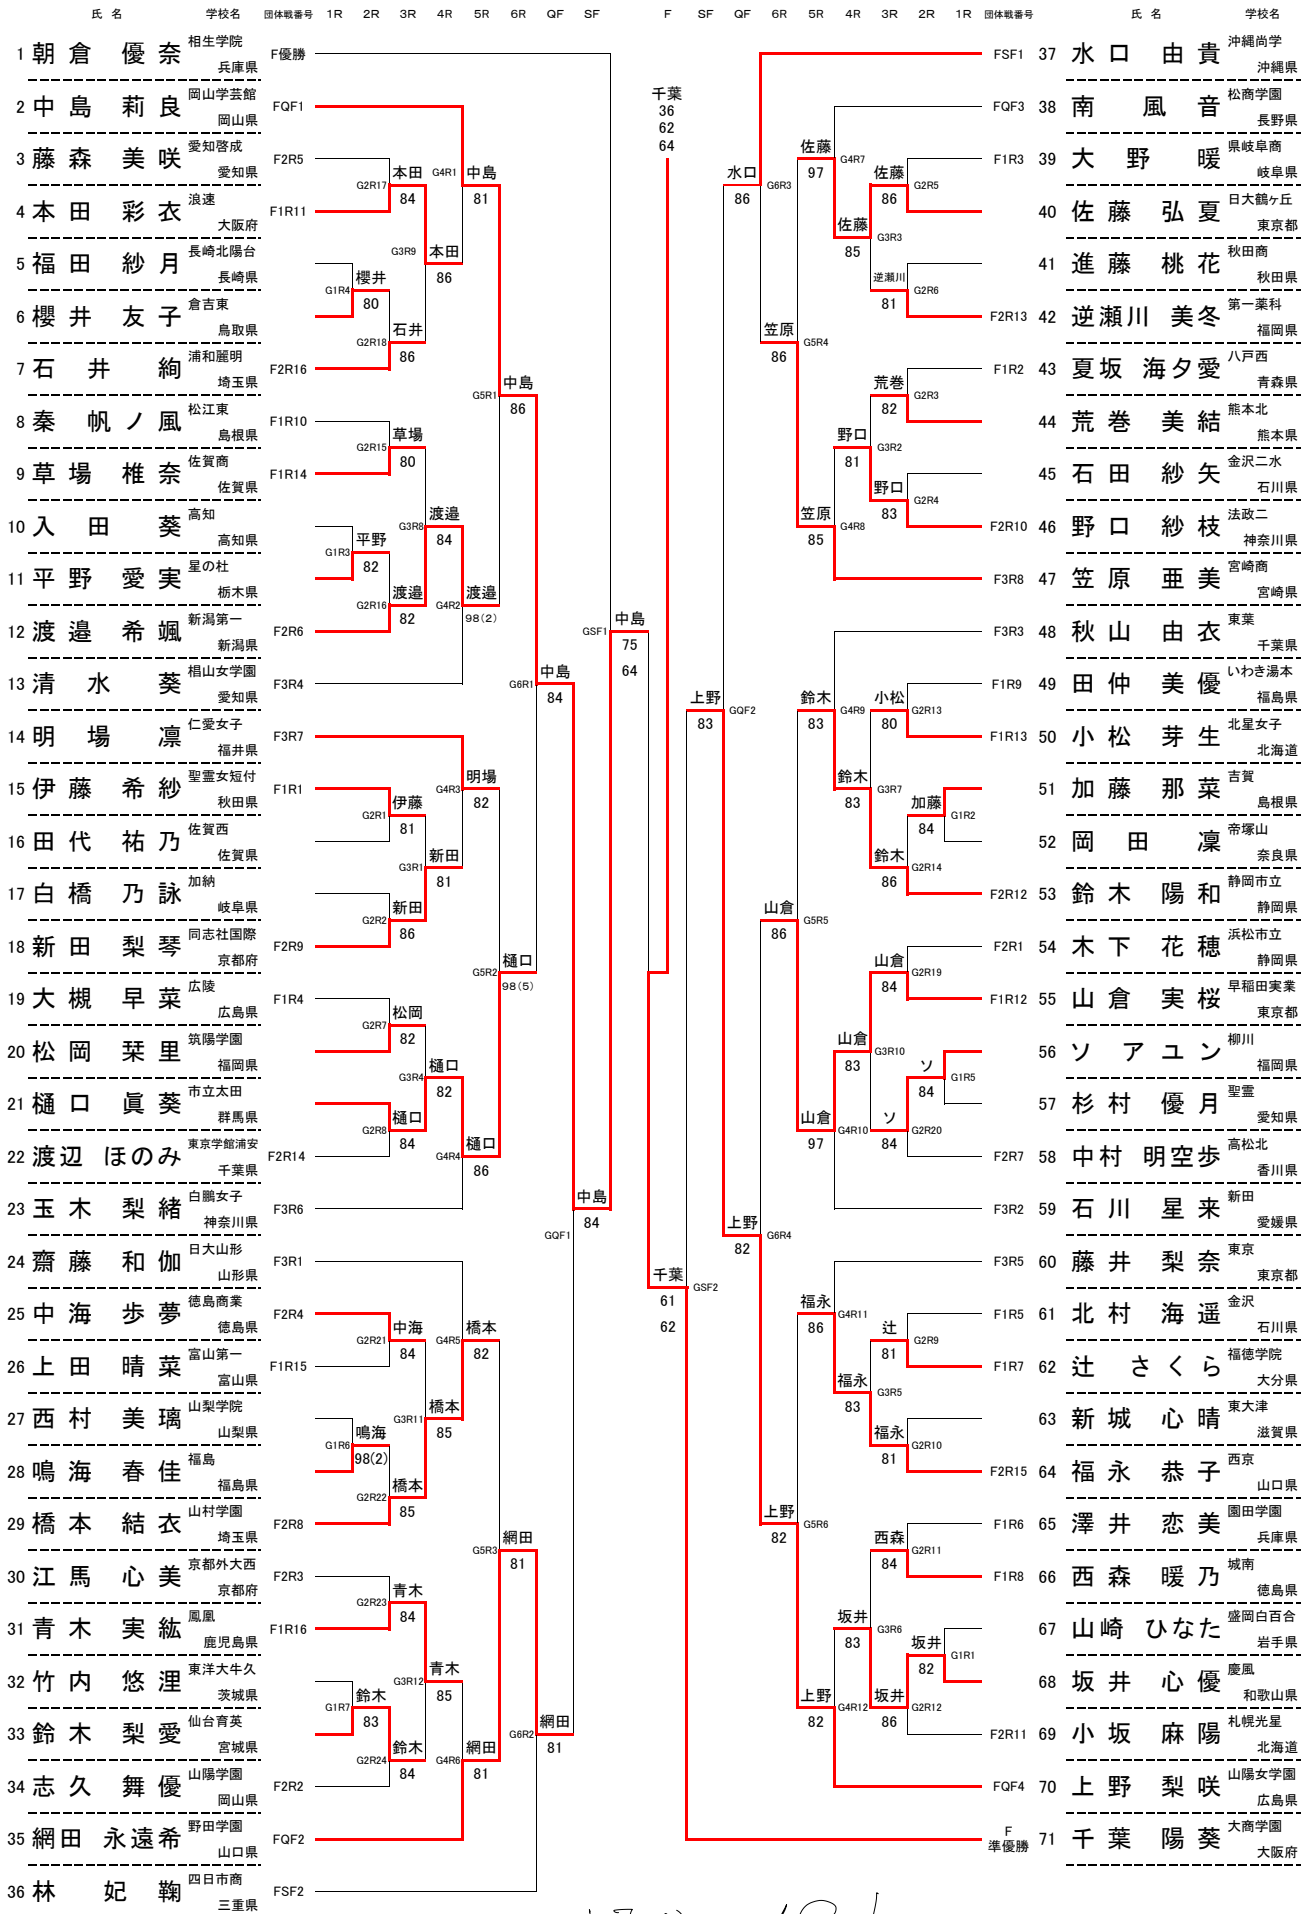 氏 名 学校名 団体戦番号 1R 2R 3R 4R 5R 6R QF SF F SF QF 6R 5R 4R 3R 2R 1R 団体戦番号 氏 名 学校名
1 朝倉 優奈 相生学院 兵庫県 F優勝
2 中島 莉良 岡山学芸館 岡山県 FQF1
3 藤森 美咲 愛知啓成 愛知県 F2R5
4 本田 彩衣 浪速 大阪府 F1R11
5 福田 紗月 長崎北陽台 長崎県
6 櫻井 友子 倉吉東 鳥取県
7 石井 絢 浦和麗明 埼玉県 F2R16
8 秦 帆ノ風 松江東 島根県 F1R10
9 草場 椎奈 佐賀商 佐賀県 F1R14
10 入田 葵 高知 高知県
11 平野 愛実 星の杜 栃木県
12 渡邉 希颯 新潟第一 新潟県 F2R6
13 清水 葵 椙山女学園 愛知県 F3R4
14 明場 凛 仁愛女子 福井県 F3R7
15 伊藤 希紗 聖霊女短付 秋田県 F1R1
16 田代 祐乃 佐賀西 佐賀県
17 白橋 乃詠 加納 岐阜県
18 新田 梨琴 同志社国際 京都府 F2R9
19 大槻 早菜 広陵 広島県 F1R4
20 松岡 栞里 筑陽学園 福岡県
21 樋口 眞葵 市立太田 群馬県
22 渡辺 ほのみ 東京学館浦安 千葉県 F2R14
23 玉木 梨緒 白鵬女子 神奈川県 F3R6
24 齋藤 和伽 日大山形 山形県 F3R1
25 中海 歩夢 徳島商業 徳島県 F2R4
26 上田 晴菜 富山第一 富山県 F1R15
27 西村 美璃 山梨学院 山梨県
28 鳴海 春佳 福島 福島県
29 橋本 結衣 山村学園 埼玉県 F2R8
30 江馬 心美 京都外大西 京都府 F2R3
31 青木 実紘 鳳凰 鹿児島県 F1R16
32 竹内 悠浬 東洋大牛久 茨城県
33 鈴木 梨愛 仙台育英 宮城県
34 志久 舞優 山陽学園 岡山県 F2R2
35 網田 永遠希 野田学園 山口県 FQF2
36 林 妃鞠 四日市商 三重県 FSF2
G1R4 櫻井 80
G1R3 平野 82
G1R6 鳴海 98(2)
G1R7 鈴木 83
G2R17 本田 84
G2R18 石井 86
G2R15 草場 80
G2R16 渡邉 82
G2R1 伊藤 81
G2R2 新田 86
G2R7 松岡 82
G2R8 樋口 84
G2R21 中海 84
G2R22 橋本 85
G2R23 青木 84
G2R24 鈴木 84
G3R9 本田 86
G3R8 渡邉 84
G3R1 新田 81
G3R4 樋口 82
G3R11 橋本 85
G3R12 青木 85
G4R1 中島 81
G4R2 渡邉 98(2)
G4R3 明場 82
G4R4 樋口 86
G4R5 橋本 82
G4R6 網田 81
G5R1 中島 86
G5R2 樋口 98(5)
G5R3 網田 81
G6R1 中島 84
G6R2 網田 81
GQF1 中島 84
GSF1 中島 75 64
千葉
36
62
64
千葉 61 62 GSF2
上野 83 GQF2
水口 86 G6R3
上野 82 G6R4
笠原 86 G5R4
山倉 86 G5R5
上野 82 G5R6
佐藤 97 G4R7
笠原 85 G4R8
鈴木 83 G4R9
山倉 97 G4R10
福永 86 G4R11
上野 82 G4R12
佐藤 85 G3R3
野口 81 G3R2
鈴木 83 G3R7
山倉 83 G3R10
福永 83 G3R5
坂井 83 G3R6
佐藤 86 G2R5
逆瀬川 81 G2R6
荒巻 82 G2R3
野口 83 G2R4
小松 80 G2R13
鈴木 86 G2R14
山倉 84 G2R19
ソ 84 G2R20
辻 81 G2R9
福永 81 G2R10
西森 84 G2R11
坂井 86 G2R12
加藤 84 G1R2
ソ 84 G1R5
坂井 82 G1R1
FSF1 37 水口 由貴 沖縄尚学 沖縄県
FQF3 38 南 風音 松商学園 長野県
F1R3 39 大野 暖 県岐阜商 岐阜県
40 佐藤 弘夏 日大鶴ヶ丘 東京都
41 進藤 桃花 秋田商 秋田県
F2R13 42 逆瀬川 美冬 第一薬科 福岡県
F1R2 43 夏坂 海夕愛 八戸西 青森県
44 荒巻 美結 熊本北 熊本県
45 石田 紗矢 金沢二水 石川県
F2R10 46 野口 紗枝 法政二 神奈川県
F3R8 47 笠原 亜美 宮崎商 宮崎県
F3R3 48 秋山 由衣 東葉 千葉県
F1R9 49 田仲 美優 いわき湯本 福島県
F1R13 50 小松 芽生 北星女子 北海道
51 加藤 那菜 吉賀 島根県
52 岡田 凜 帝塚山 奈良県
F2R12 53 鈴木 陽和 静岡市立 静岡県
F2R1 54 木下 花穂 浜松市立 静岡県
F1R12 55 山倉 実桜 早稲田実業 東京都
56 ソ アユン 柳川 福岡県
57 杉村 優月 聖霊 愛知県
F2R7 58 中村 明空歩 高松北 香川県
F3R2 59 石川 星来 新田 愛媛県
F3R5 60 藤井 梨奈 東京 東京都
F1R5 61 北村 海遥 金沢 石川県
F1R7 62 辻 さくら 福徳学院 大分県
63 新城 心晴 東大津 滋賀県
F2R15 64 福永 恭子 西京 山口県
F1R6 65 澤井 恋美 園田学園 兵庫県
F1R8 66 西森 暖乃 城南 徳島県
67 山崎 ひなた 盛岡白百合 岩手県
68 坂井 心優 慶風 和歌山県
F2R11 69 小坂 麻陽 札幌光星 北海道
FQF4 70 上野 梨咲 山陽女学園 広島県
F 準優勝 71 千葉 陽葵 大商学園 大阪府